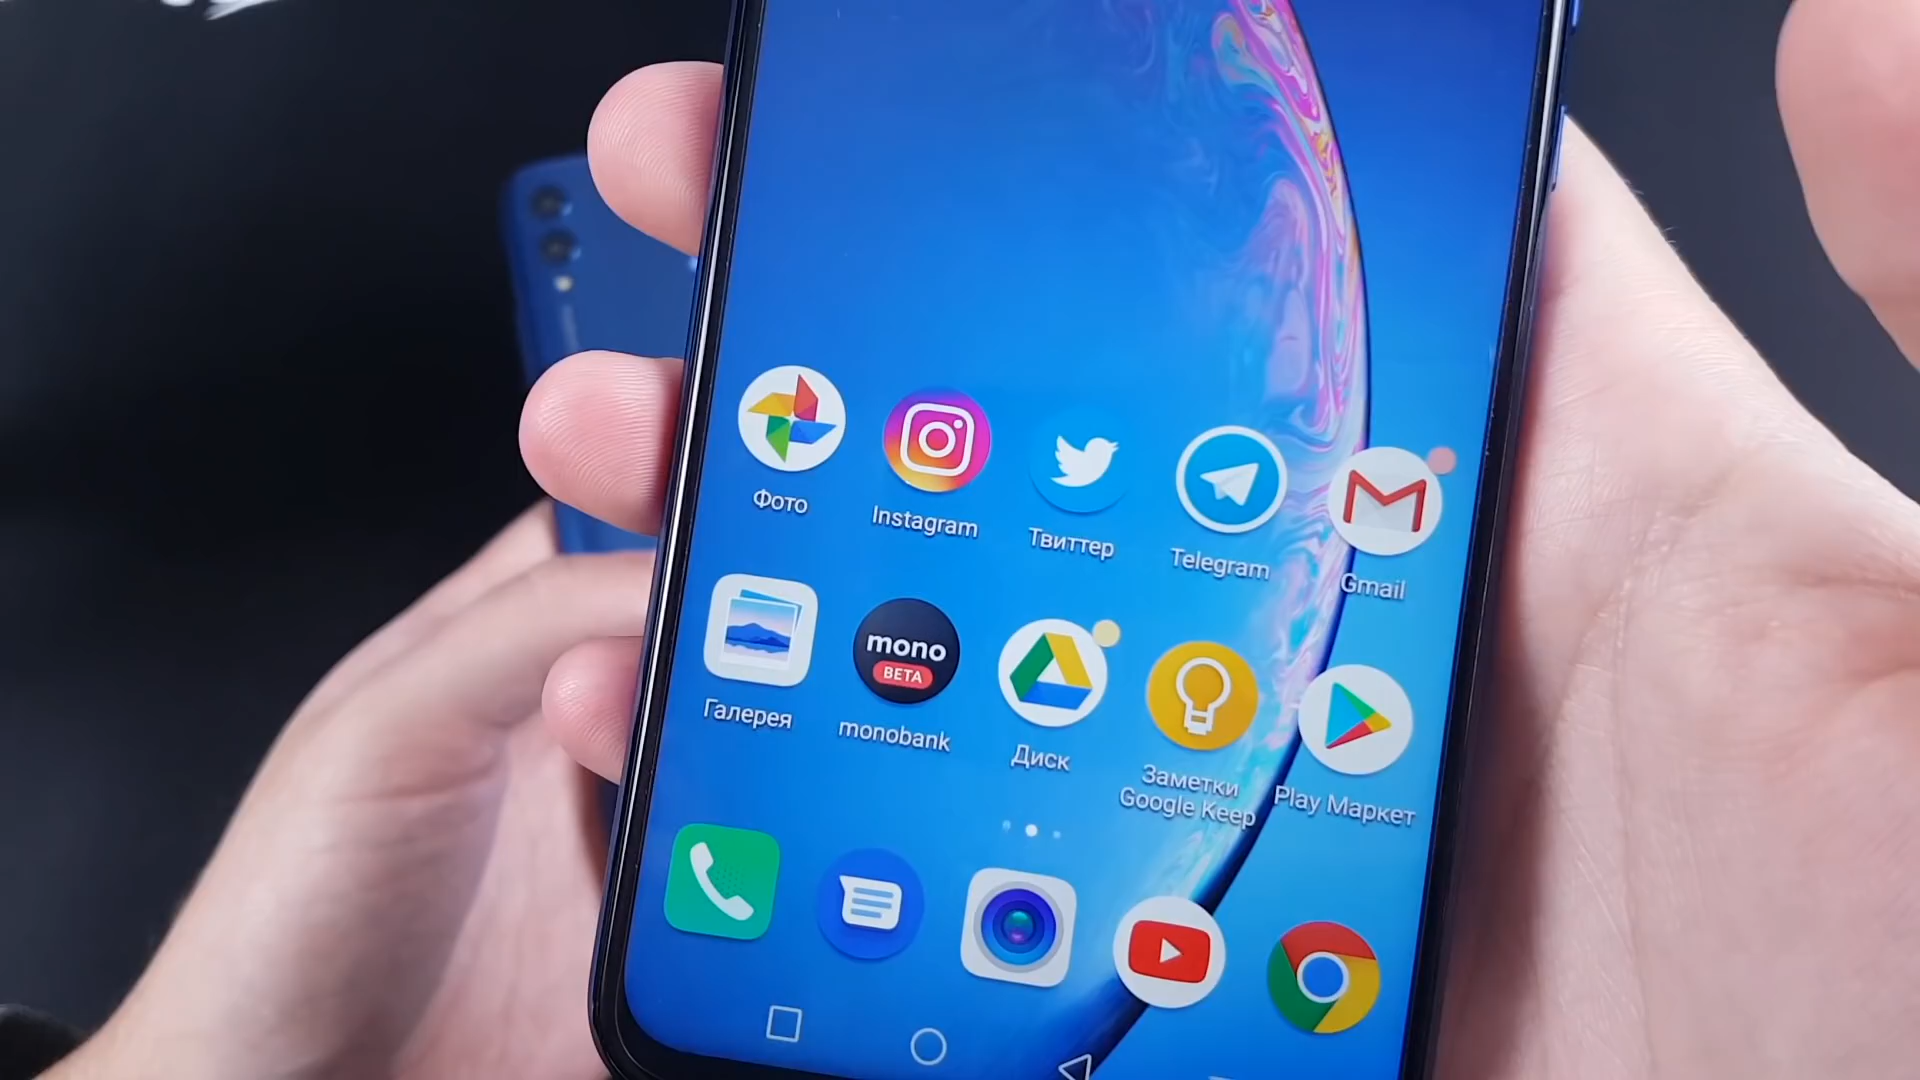 Фото
Instagram
Твиттер
Telegram
Gmail
mono
BETA
Галерея
monobank
Диск
Заметки
Google Keep
Play Маркет